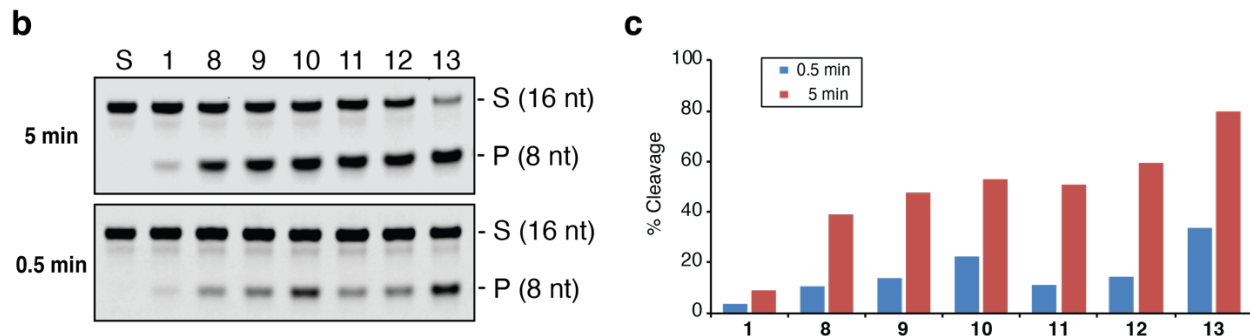 b
S 1 8 9 10 11 12 13
5 min
- S (16 nt)
- P (8 nt)
0.5 min
- S (16 nt)
- P (8 nt)
c
% Cleavage
100
80
60
40
20
0
0.5 min
5 min
1 8 9 10 11 12 13